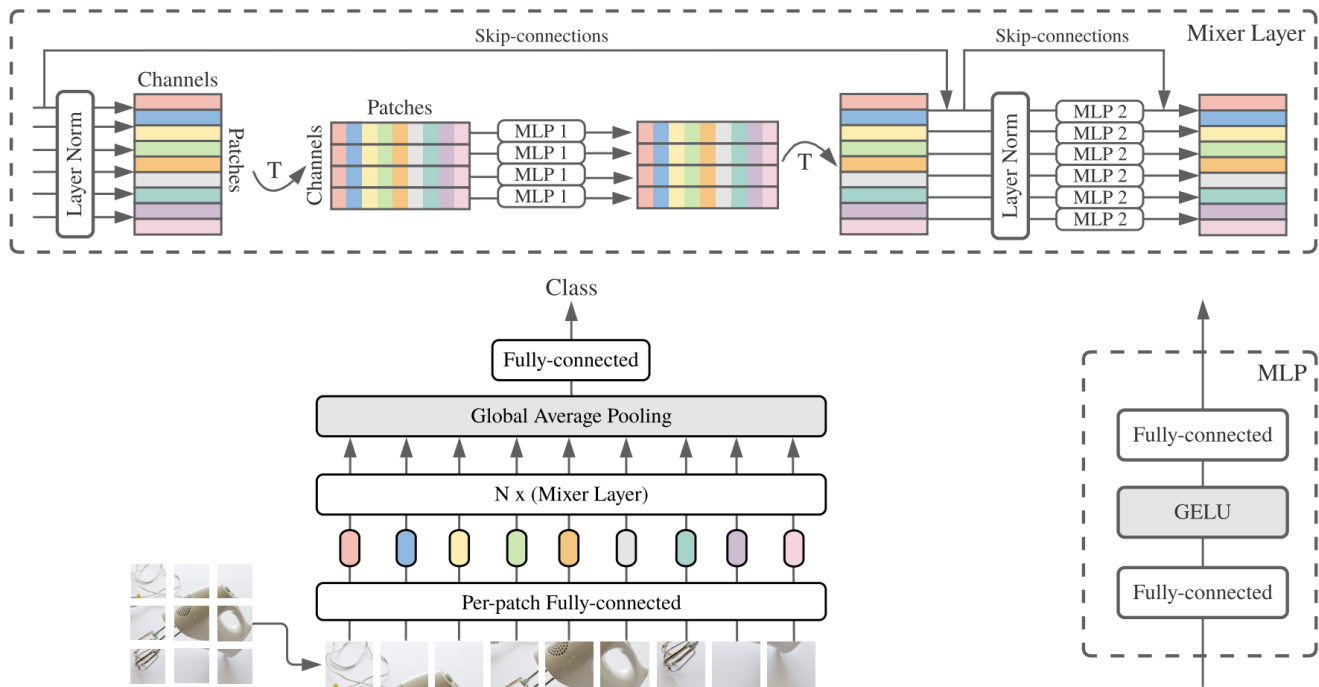 Mixer Layer
Skip-connections
Skip-connections
Channels
Patches
Layer Norm
T
Patches
Channels
MLP 1
MLP 1
MLP 1
MLP 1
T
Layer Norm
MLP 2
MLP 2
MLP 2
MLP 2
MLP 2
MLP 2
Class
Fully-connected
Global Average Pooling
N x (Mixer Layer)
Per-patch Fully-connected
MLP
Fully-connected
GELU
Fully-connected